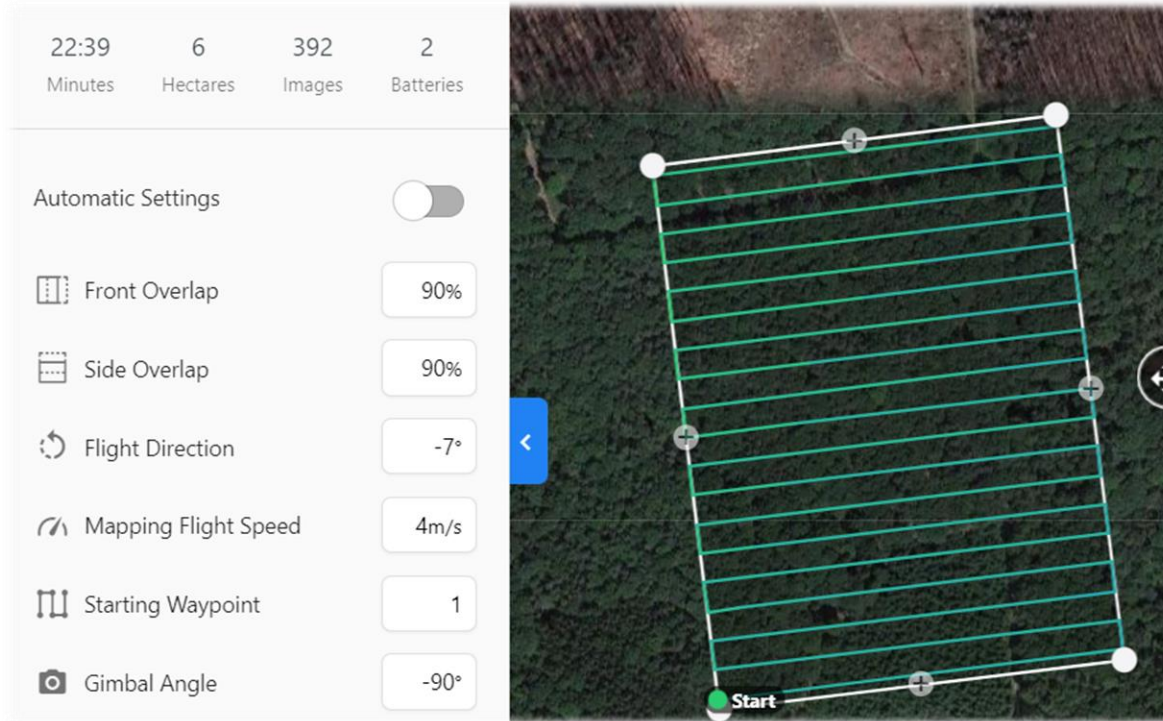 22:39 6 392 2
Minutes Hectares Images Batteries
Automatic Settings
Front Overlap 90%
Side Overlap 90%
Flight Direction -7°
Mapping Flight Speed 4m/s
Starting Waypoint 1
Gimbal Angle -90°
Start